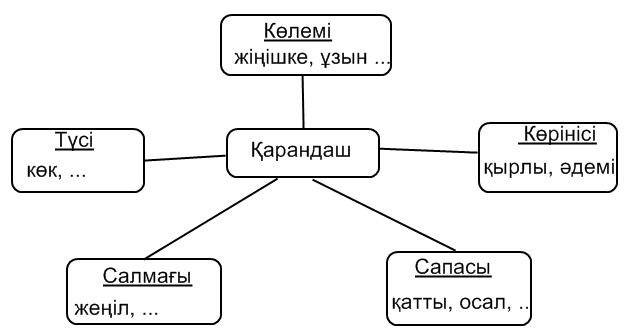 Көлемі
жіңішке, ұзын ...
Түсі
көк, ...
Қарандаш
Көрінісі
қырлы, әдемі
Салмағы
жеңіл, ...
Сапасы
қатты, осал, ..